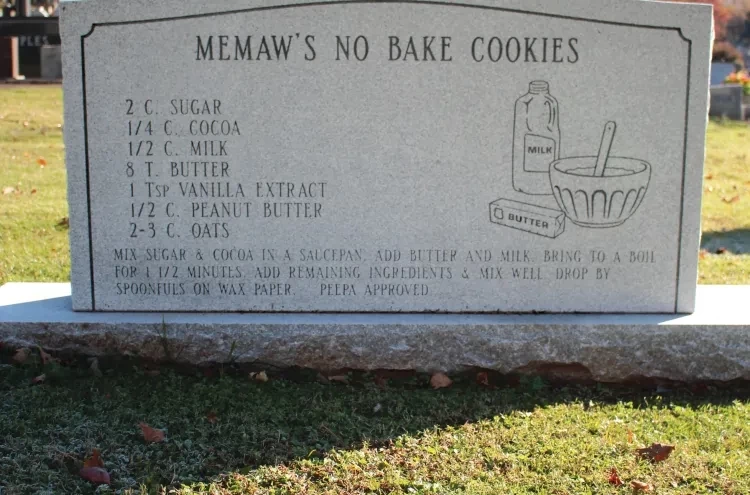 PLES
MEMAW'S NO BAKE COOKIES
2 C. SUGAR
1/4 C. COCOA
1/2 C. MILK
8 T. BUTTER
1 TSP VANILLA EXTRACT
1/2 C. PEANUT BUTTER
2-3 C. OATS
MILK
BUTTER
MIX SUGAR & COCOA IN A SAUCEPAN. ADD BUTTER AND MILK. BRING TO A BOIL
FOR 1 1/2 MINUTES. ADD REMAINING INGREDIENTS & MIX WELL. DROP BY
SPOONFULS ON WAX PAPER. PEEPA APPROVED